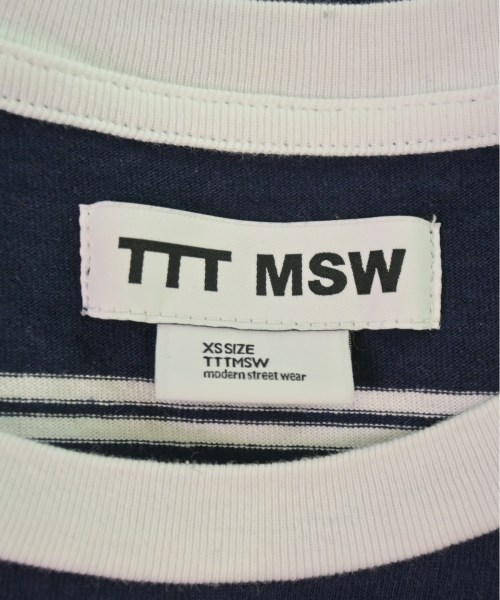 TTT MSW
XS SIZE
TTTMSW
modern street wear